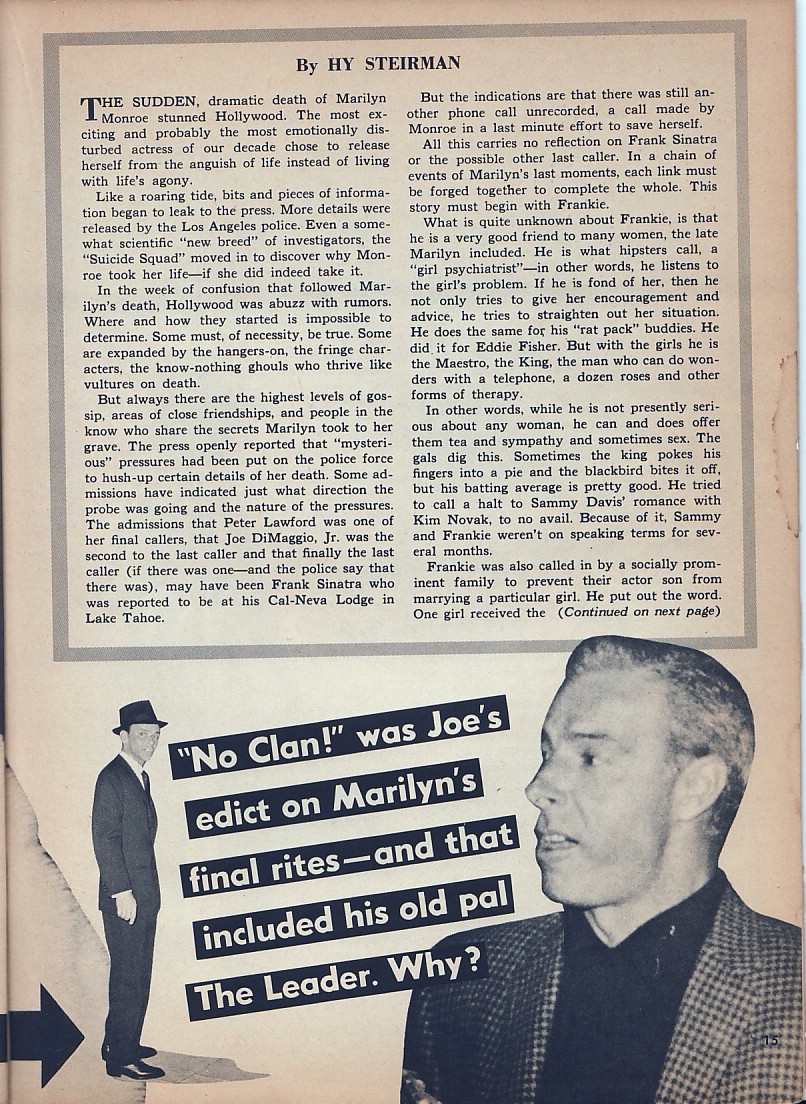 By HY STEIRMAN
THE SUDDEN, dramatic death of Marilyn
Monroe stunned Hollywood. The most ex-
citing and probably the most emotionally dis-
turbed actress of our decade chose to release
herself from the anguish of life instead of living
with life's agony.
Like a roaring tide, bits and pieces of informa-
tion began to leak to the press. More details were
released by the Los Angeles police. Even a some-
what scientific "new breed" of investigators, the
"Suicide Squad" moved in to discover why Mon-
roe took her life—if she did indeed take it.
In the week of confusion that followed Mar-
ilyn's death, Hollywood was abuzz with rumors.
Where and how they started is impossible to
determine. Some must, of necessity, be true. Some
are expanded by the hangers-on, the fringe char-
acters, the know-nothing ghouls who thrive like
vultures on death.
But always there are the highest levels of gos-
sip, areas of close friendships, and people in the
know who share the secrets Marilyn took to her
grave. The press openly reported that "mysteri-
ous" pressures had been put on the police force
to hush-up certain details of her death. Some ad-
missions have indicated just what direction the
probe was going and the nature of the pressures.
The admissions that Peter Lawford was one of
her final callers, that Joe DiMaggio, Jr. was the
second to the last caller and that finally the last
caller (if there was one—and the police say that
there was), may have been Frank Sinatra who
was reported to be at his Cal-Neva Lodge in
Lake Tahoe.
But the indications are that there was still an-
other phone call unrecorded, a call made by
Monroe in a last minute effort to save herself.
All this carries no reflection on Frank Sinatra
or the possible other last caller. In a chain of
events of Marilyn's last moments, each link must
be forged together to complete the whole. This
story must begin with Frankie.
What is quite unknown about Frankie, is that
he is a very good friend to many women, the late
Marilyn included. He is what hipsters call, a
"girl psychiatrist"—in other words, he listens to
the girl's problem. If he is fond of her, then he
not only tries to give her encouragement and
advice, he tries to straighten out her situation.
He does the same for his "rat pack" buddies. He
did it for Eddie Fisher. But with the girls he is
the Maestro, the King, the man who can do won-
ders with a telephone, a dozen roses and other
forms of therapy.
In other words, while he is not presently seri-
ous about any woman, he can and does offer
them tea and sympathy and sometimes sex. The
gals dig this. Sometimes the king pokes his
fingers into a pie and the blackbird bites it off,
but his batting average is pretty good. He tried
to call a halt to Sammy Davis' romance with
Kim Novak, to no avail. Because of it, Sammy
and Frankie weren't on speaking terms for sev-
eral months.
Frankie was also called in by a socially prom-
inent family to prevent their actor son from
marrying a particular girl. He put out the word.
One girl received the (Continued on next page)
"No Clan!" was Joe's
edict on Marilyn's
final rites—and that
included his old pal
The Leader. Why?
15